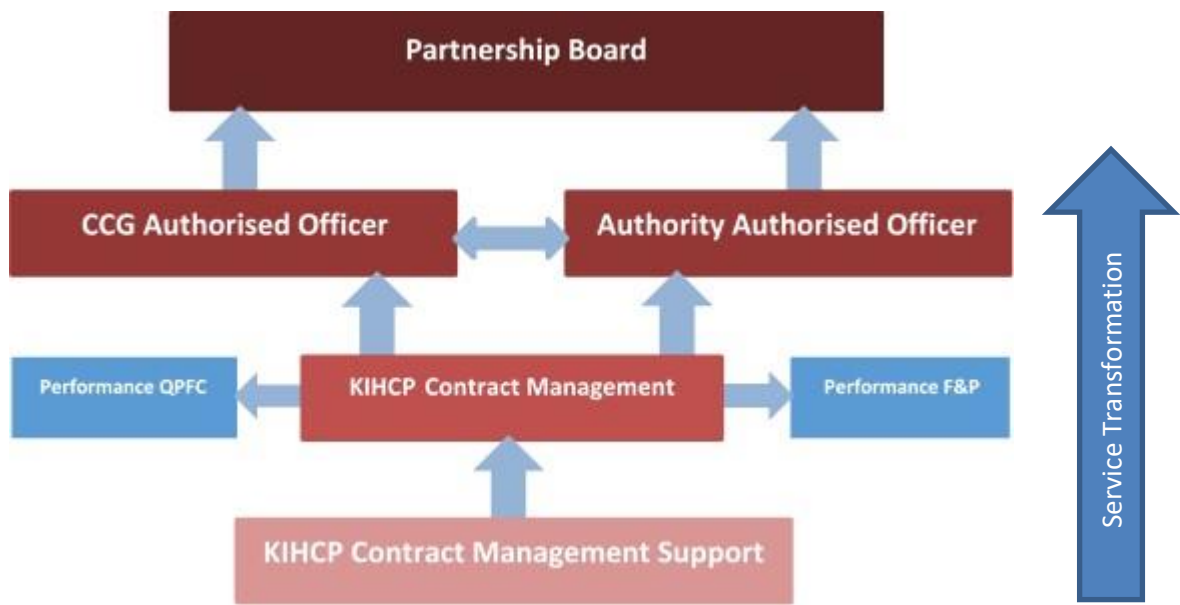 Partnership Board
CCG Authorised Officer
Authority Authorised Officer
Performance QPFC
KIHCP Contract Management
Performance F&P
KIHCP Contract Management Support
Service Transformation